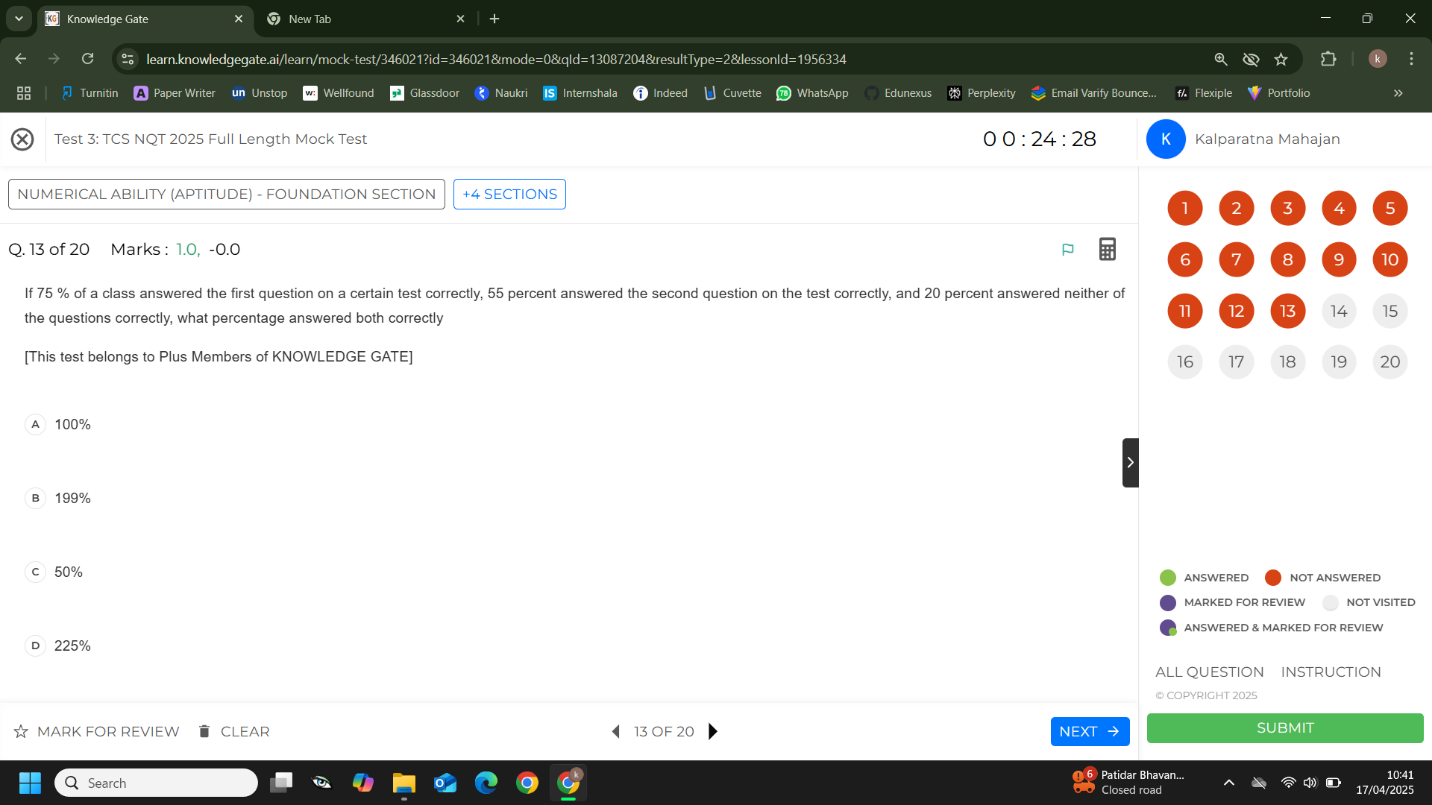 Knowledge Gate
New Tab
learn.knowledgegate.ai/learn/mock-test/346021?id=346021&mode=0&qId=13087204&resultType=2&lessonId=1956334
k
Turnitin
A Paper Writer
un Unstop
w: Wellfound
Glassdoor
Naukri
IS Internshala
Indeed
Cuvette
WhatsApp
Edunexus
Perplexity
Email Varify Bounce...
Flexiple
Portfolio
Test 3: TCS NQT 2025 Full Length Mock Test
00:24:28
K Kalparatna Mahajan
NUMERICAL ABILITY (APTITUDE) - FOUNDATION SECTION
+4 SECTIONS
Q. 13 of 20 Marks : 1.0, -0.0
If 75 % of a class answered the first question on a certain test correctly, 55 percent answered the second question on the test correctly, and 20 percent answered neither of
the questions correctly, what percentage answered both correctly
[This test belongs to Plus Members of KNOWLEDGE GATE]
A 100%
B 199%
C 50%
D 225%
1 2 3 4 5
6 7 8 9 10
11 12 13 14 15
16 17 18 19 20
ANSWERED NOT ANSWERED
MARKED FOR REVIEW NOT VISITED
ANSWERED & MARKED FOR REVIEW
ALL QUESTION INSTRUCTION
© COPYRIGHT 2025
SUBMIT
MARK FOR REVIEW CLEAR
13 OF 20
NEXT →
Search
6
Patidar Bhavan...
Closed road
10:41
17/04/2025